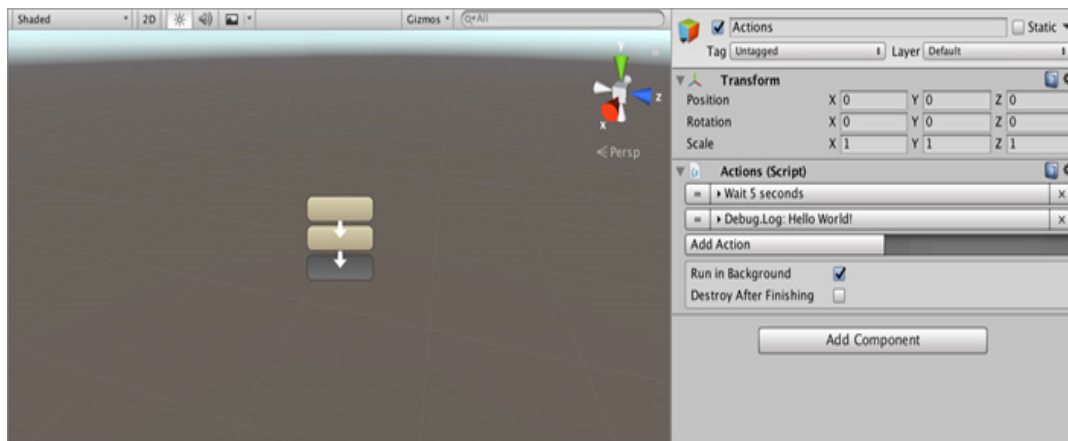 Shaded 2D Gizmos All
y
z
x
Persp
Actions Static
Tag Untagged Layer Default
Transform
Position X 0 Y 0 Z 0
Rotation X 0 Y 0 Z 0
Scale X 1 Y 1 Z 1
Actions (Script)
= Wait 5 seconds x
= Debug.Log: Hello World! x
Add Action
Run in Background
Destroy After Finishing
Add Component